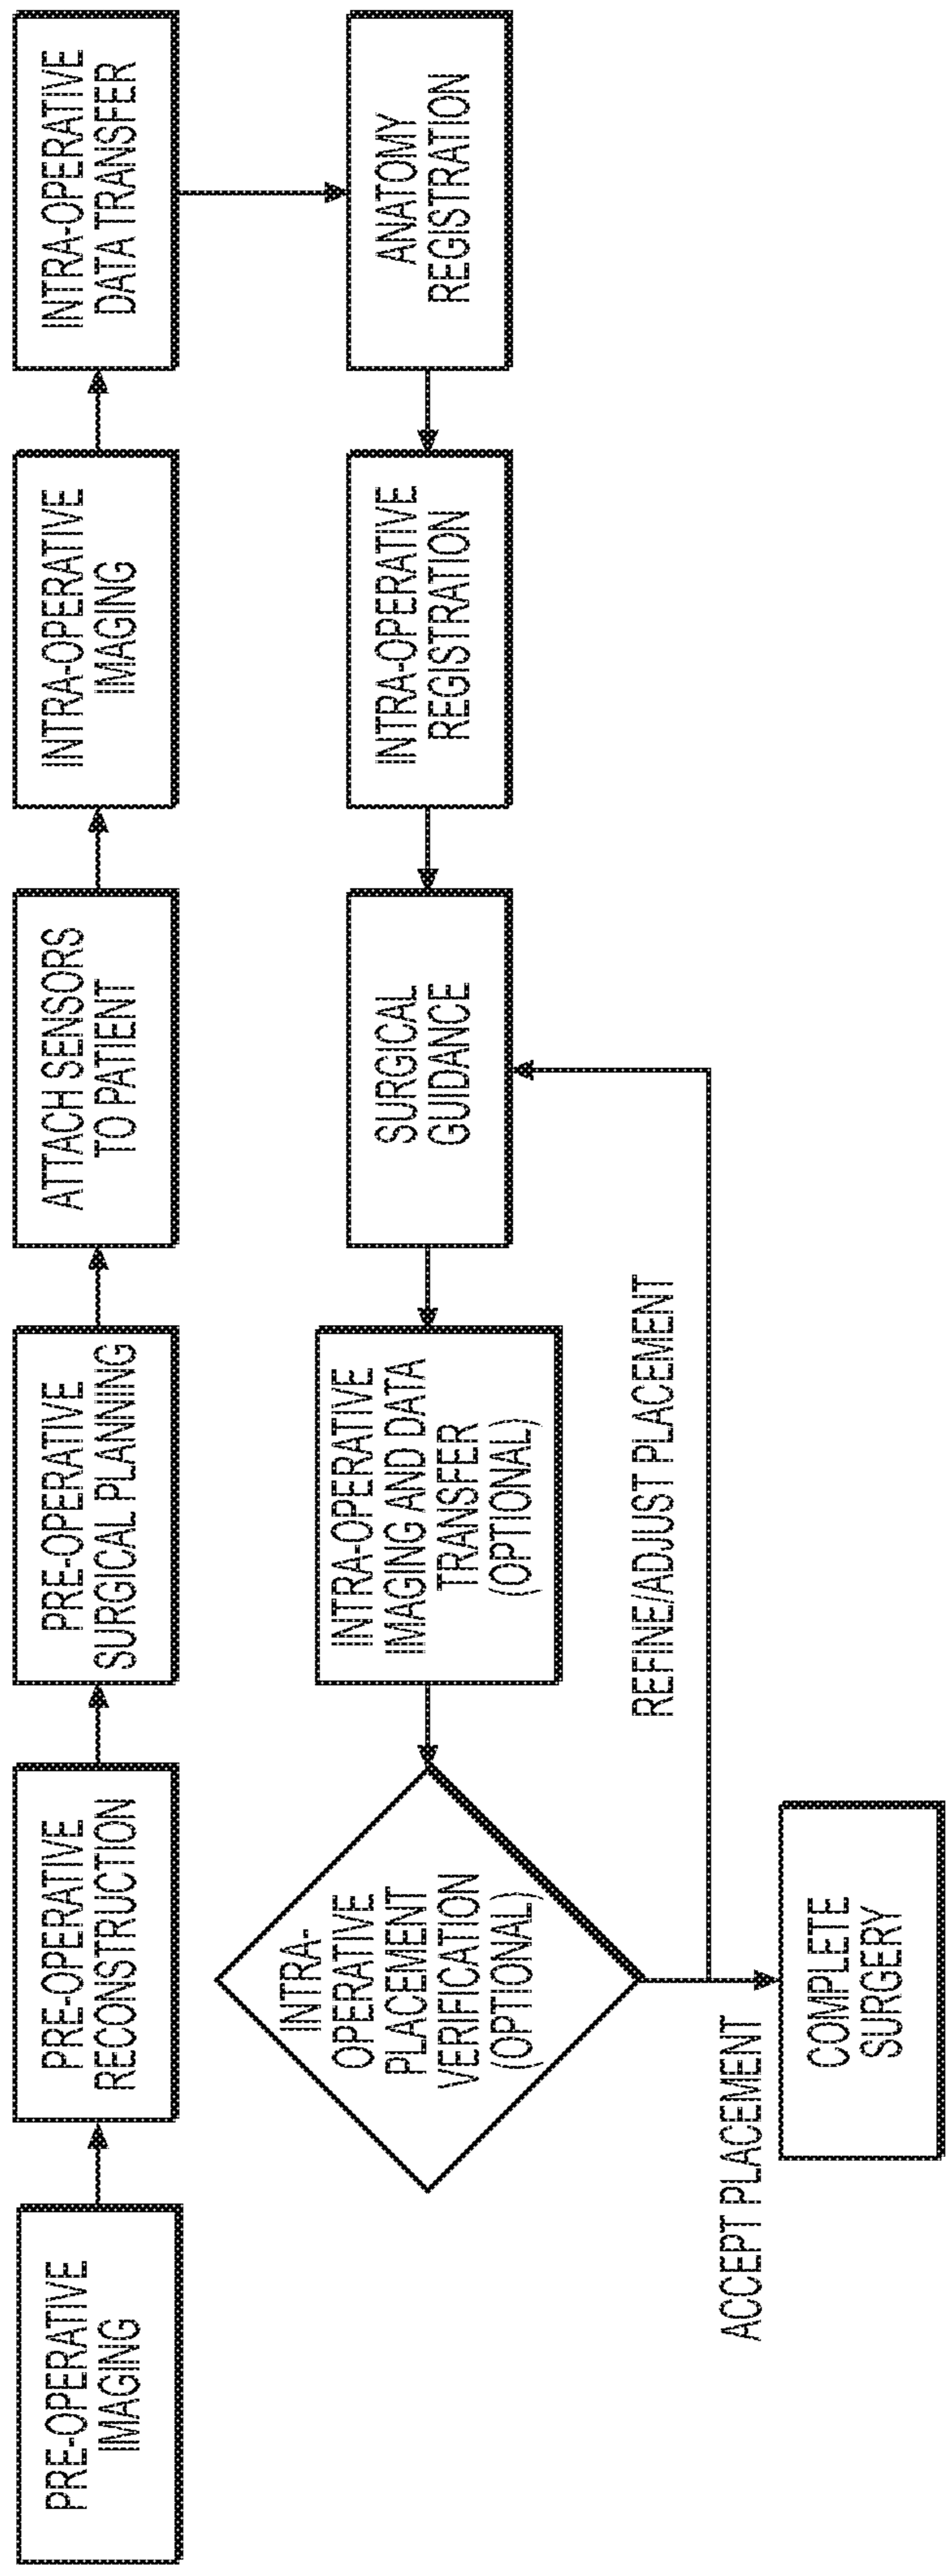 PRE-OPERATIVE
IMAGING
PRE-OPERATIVE
RECONSTRUCTION
PRE-OPERATIVE
SURGICAL PLANNING
ATTACH SENSORS
TO PATIENT
INTRA-OPERATIVE
IMAGING
INTRA-OPERATIVE
DATA TRANSFER
ANATOMY
REGISTRATION
INTRA-OPERATIVE
REGISTRATION
SURGICAL
GUIDANCE
INTRA-OPERATIVE
IMAGING AND DATA
TRANSFER
(OPTIONAL)
INTRA-
OPERATIVE
PLACEMENT
VERIFICATION
(OPTIONAL)
REFINE/ADJUST PLACEMENT
ACCEPT PLACEMENT
COMPLETE
SURGERY